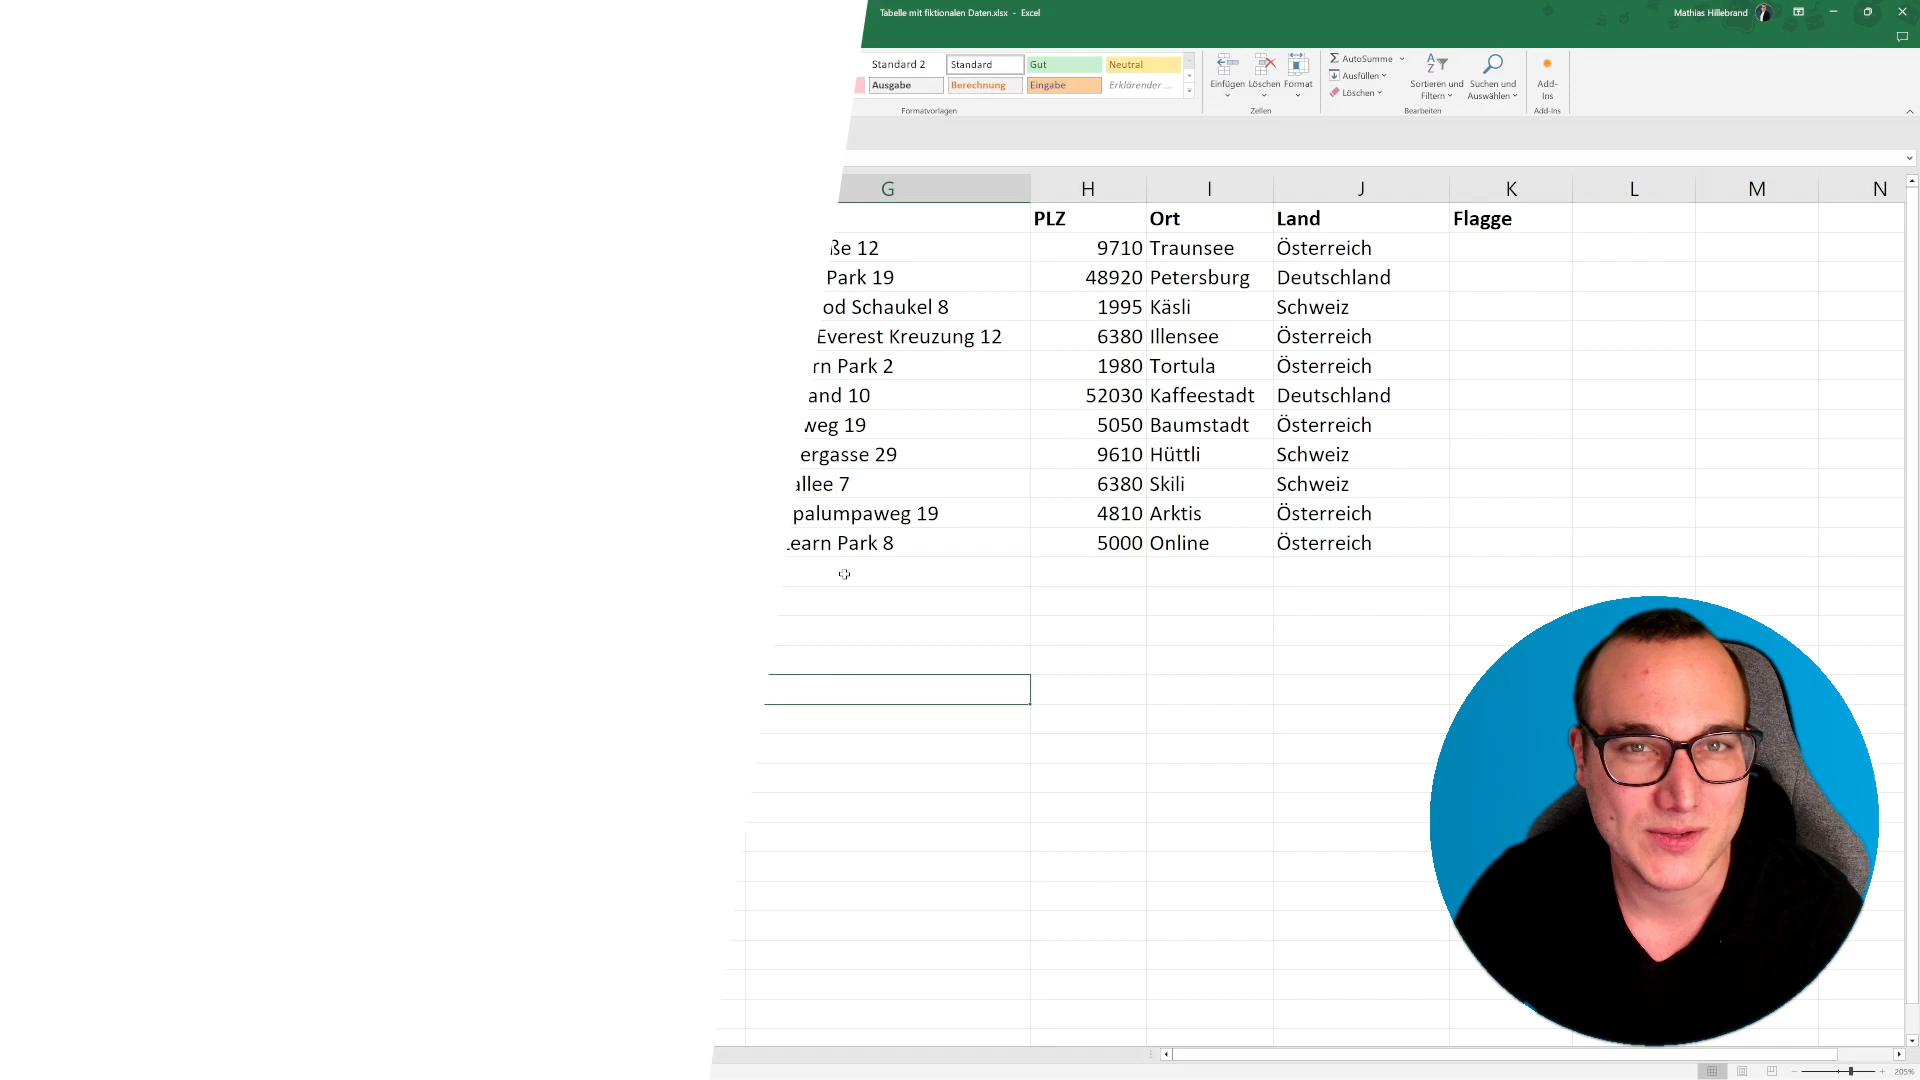 Tabelle mit fiktionalen Daten.xlsx - Excel
Mathias Hillebrand
Standard 2 Standard Gut Neutral
Ausgabe Berechnung Eingabe Erklärender ...
Formatvorlagen
Einfügen Löschen Format
Zellen
AutoSumme
Ausfüllen
Löschen
Sortieren und Filtern
Suchen und Auswählen
Bearbeiten
Add-Ins
Add-Ins
G H I J K L M N
PLZ Ort Land Flagge
ße 12 9710 Traunsee Österreich
Park 19 48920 Petersburg Deutschland
od Schaukel 8 1995 Käsli Schweiz
Everest Kreuzung 12 6380 Illensee Österreich
rn Park 2 1980 Tortula Österreich
and 10 52030 Kaffeestadt Deutschland
weg 19 5050 Baumstadt Österreich
ergasse 29 9610 Hüttli Schweiz
allee 7 6380 Skili Schweiz
palumpaweg 19 4810 Arktis Österreich
earn Park 8 5000 Online Österreich
205%